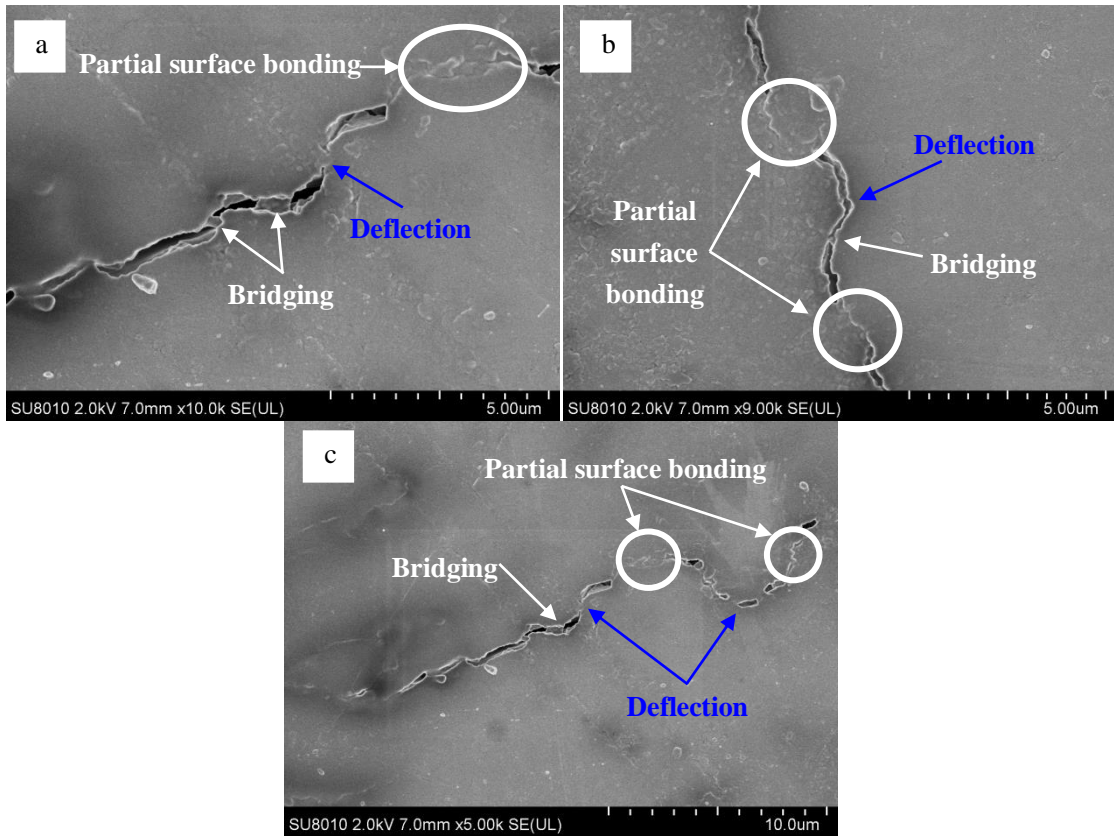 a
Partial surface bonding
Deflection
Bridging
SU8010 2.0kV 7.0mm x10.0k SE(UL)
5.00um
b
Deflection
Partial
surface
bonding
Bridging
SU8010 2.0kV 7.0mm x9.00k SE(UL)
5.00um
c
Partial surface bonding
Bridging
Deflection
SU8010 2.0kV 7.0mm x5.00k SE(UL)
10.0um